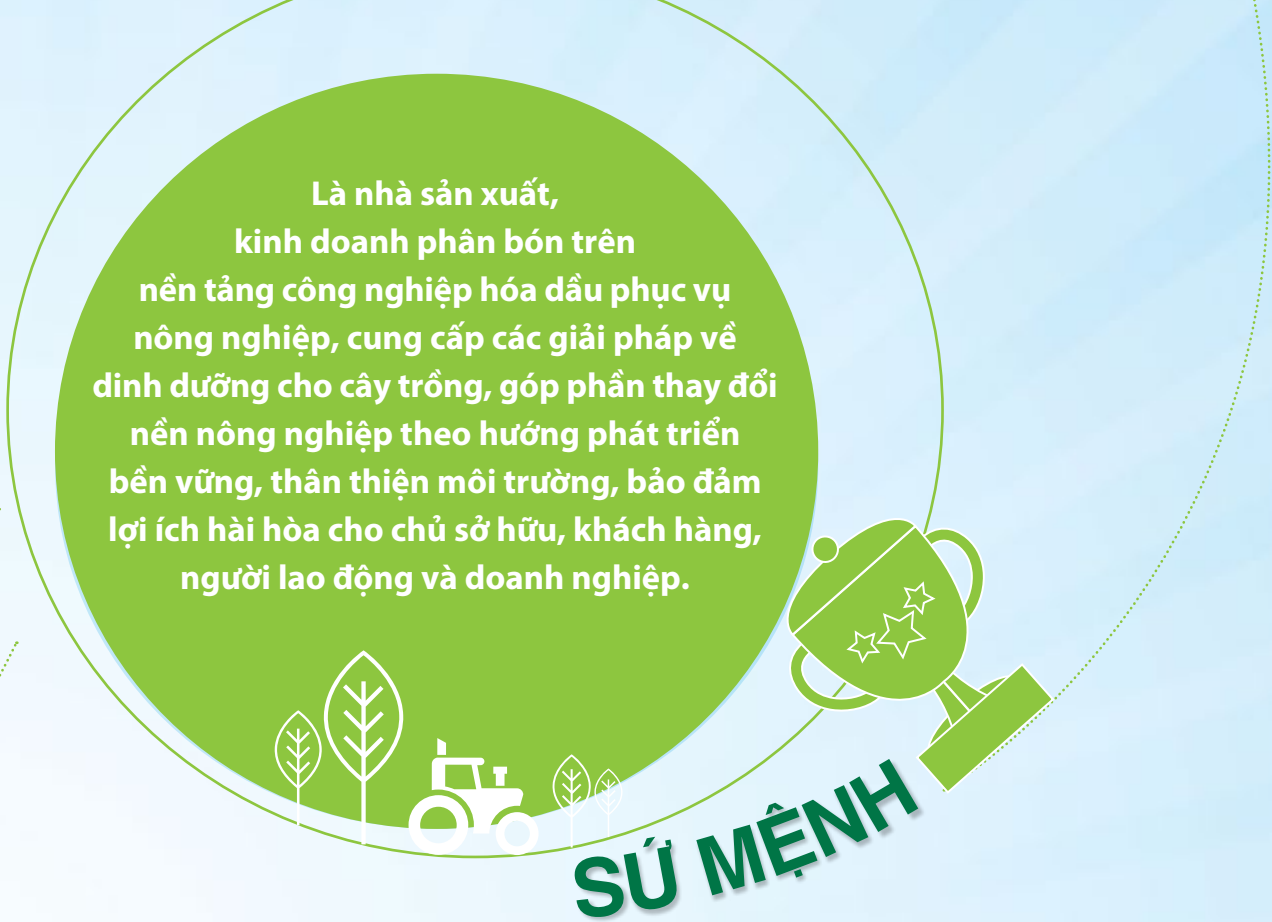 Là nhà sản xuất,
kinh doanh phân bón trên
nền tảng công nghiệp hóa dầu phục vụ
nông nghiệp, cung cấp các giải pháp về
dinh dưỡng cho cây trồng, góp phần thay đổi
nền nông nghiệp theo hướng phát triển
bền vững, thân thiện môi trường, bảo đảm
lợi ích hài hòa cho chủ sở hữu, khách hàng,
người lao động và doanh nghiệp.
SỨ MỆNH